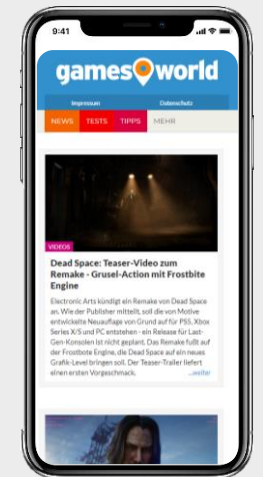 9:41
games world
Impressum Datenschutz
NEWS TESTS TIPPS MEHR
VIDEOS
Dead Space: Teaser-Video zum
Remake - Grusel-Action mit Frostbite
Engine
Electronic Arts kündigt ein Remake von Dead Space
an. Wie der Publisher mitteilt, soll die von Motive
entwickelte Neuauflage von Grund auf für PS5, Xbox
Series X/S und PC entstehen - ein Release für Last-
Gen-Konsolen ist nicht geplant. Das Remake fußt auf
der Frostbote Engine, die Dead Space auf ein neues
Grafik-Level bringen soll. Der Teaser-Trailer liefert
einen ersten Vorgeschmack. ...weiter